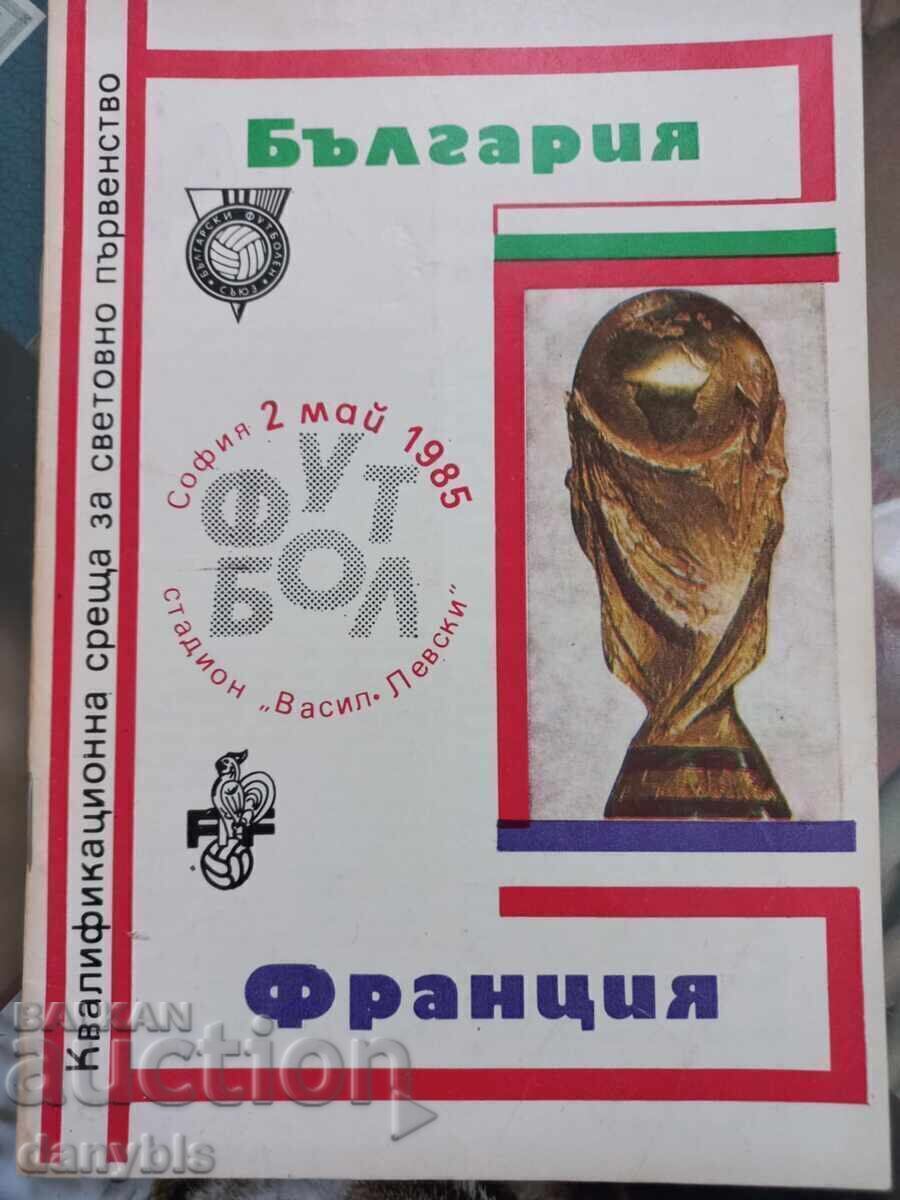 Квалификационна среща за световно първенство
България
БЪЛГАРСКИ ФУТБОЛЕН СЪЮЗ
София 2 май 1985
ФУТ
БОЛ
стадион „Васил Левски“
Франция
BALKAN
auction
danybls